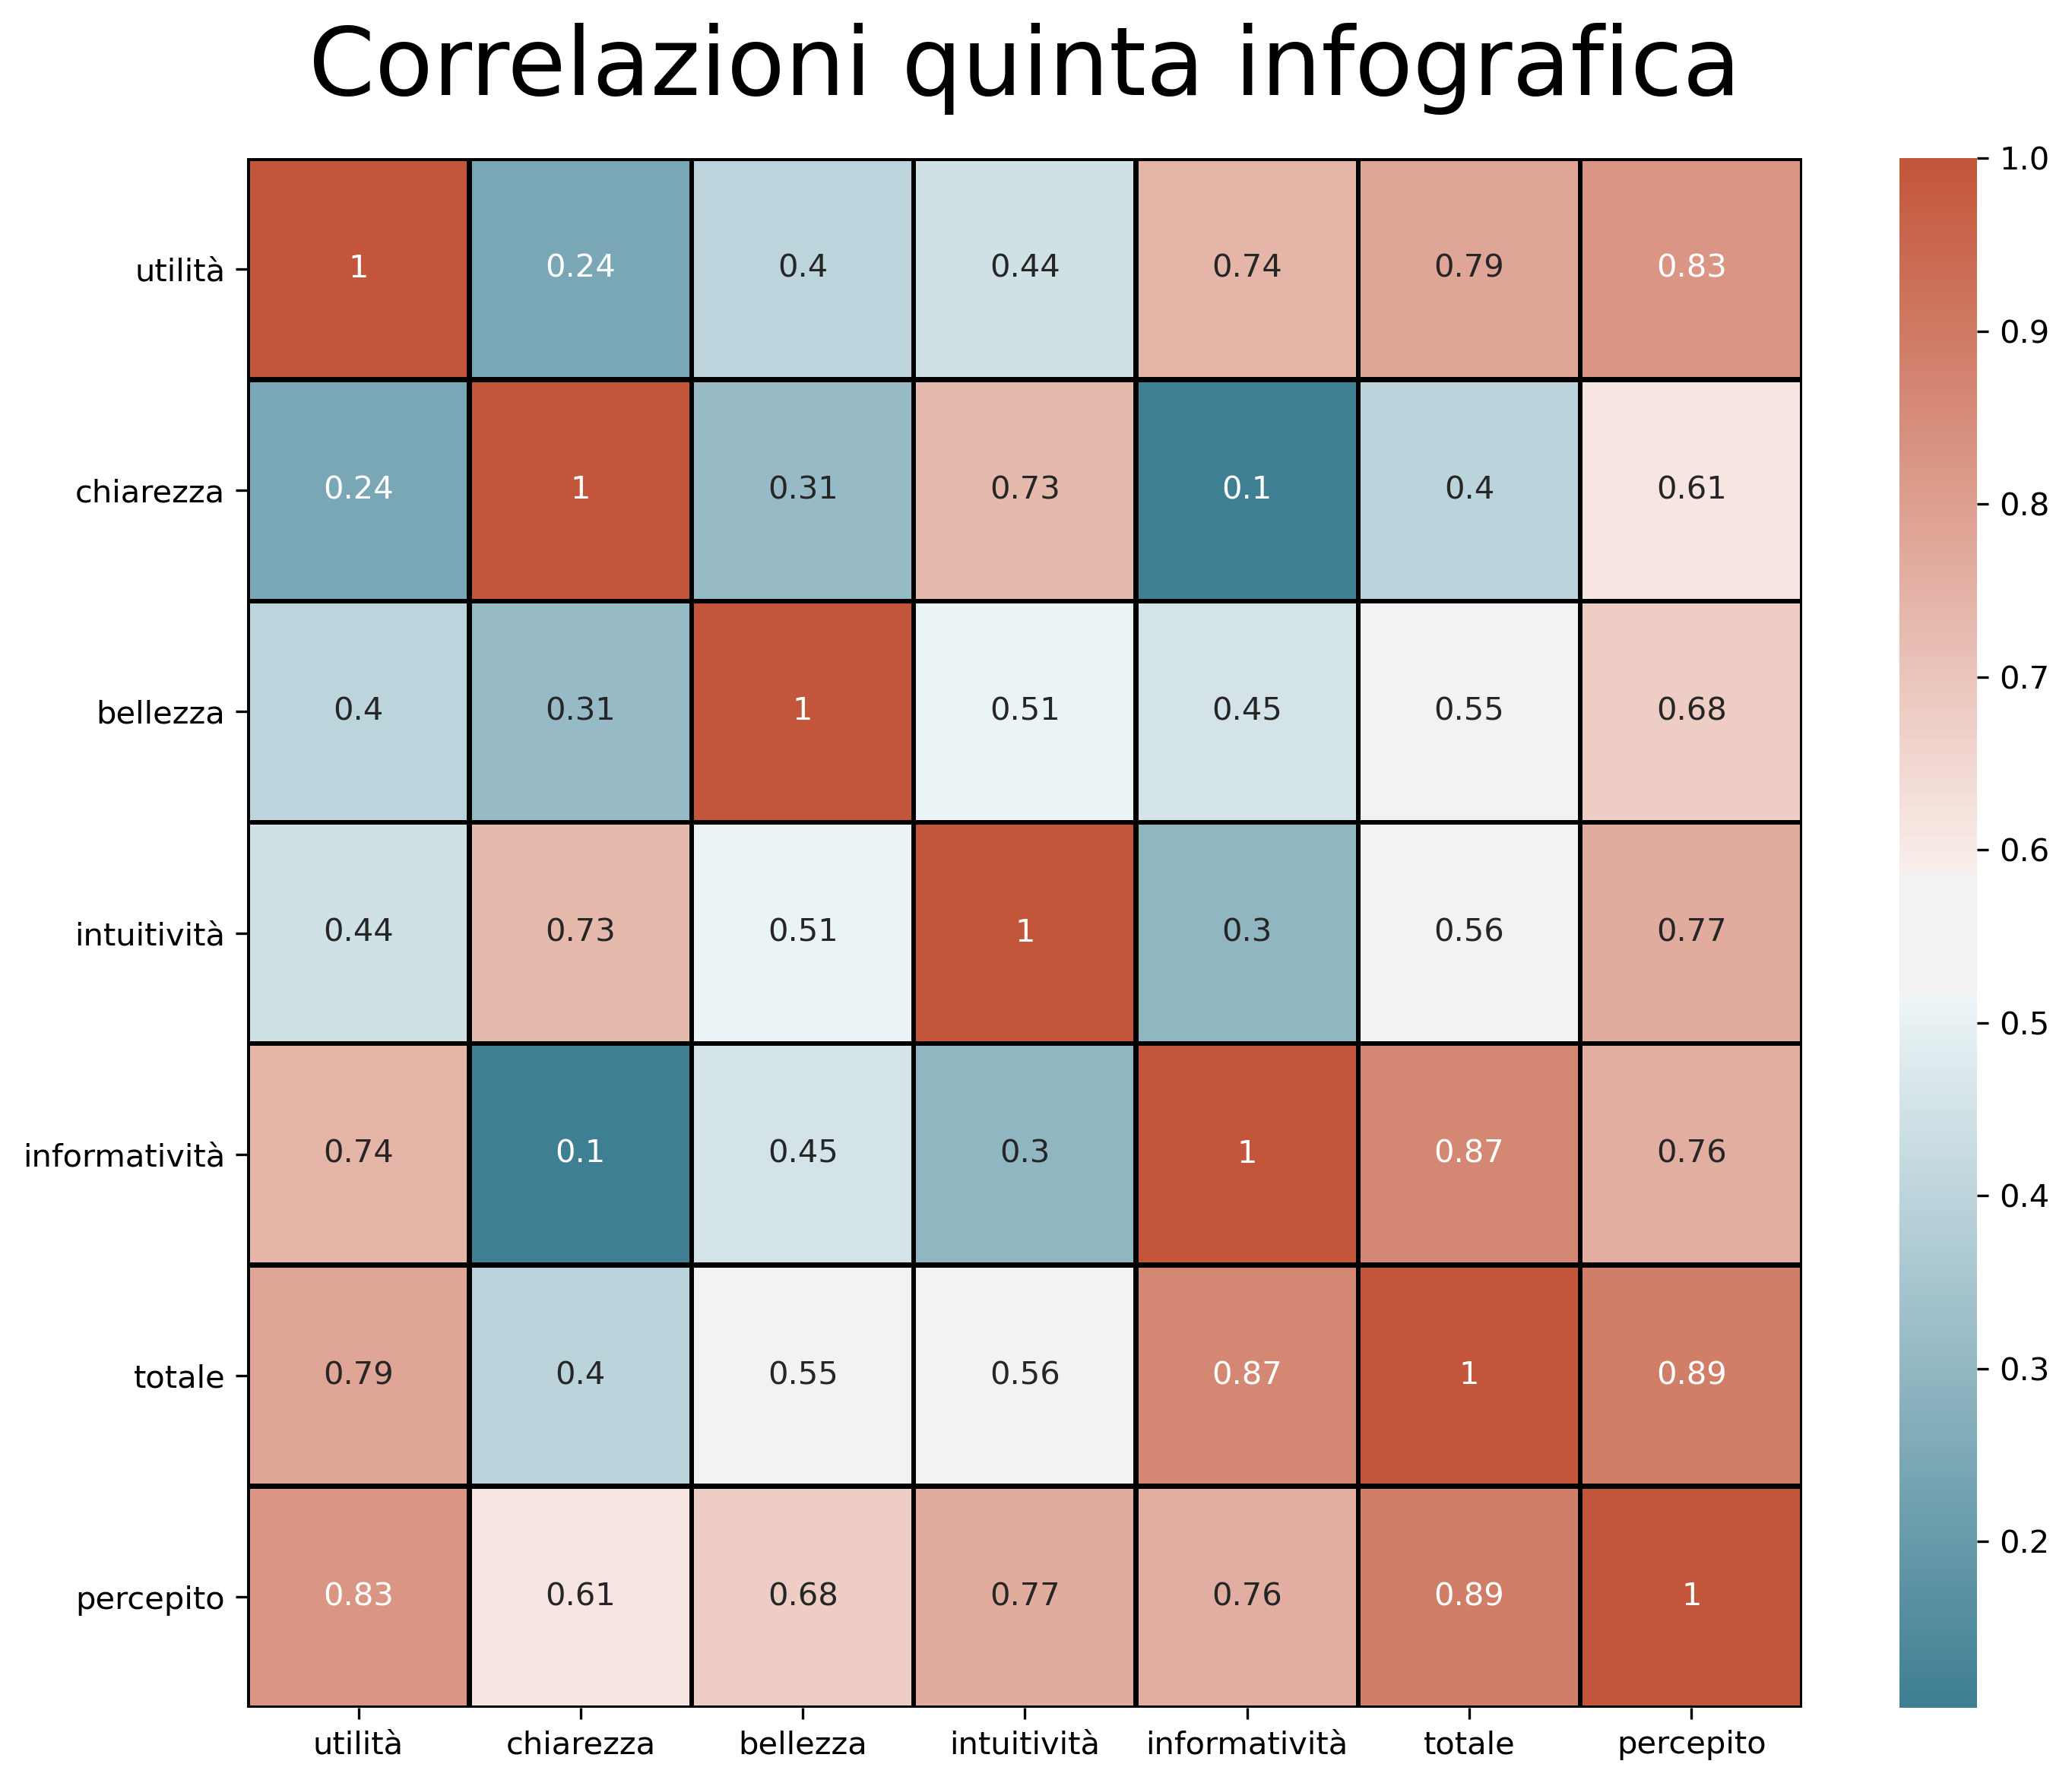 Correlazioni quinta infografica
utilità 1 0.24 0.4 0.44 0.74 0.79 0.83
chiarezza 0.24 1 0.31 0.73 0.1 0.4 0.61
bellezza 0.4 0.31 1 0.51 0.45 0.55 0.68
intuitività 0.44 0.73 0.51 1 0.3 0.56 0.77
informatività 0.74 0.1 0.45 0.3 1 0.87 0.76
totale 0.79 0.4 0.55 0.56 0.87 1 0.89
percepito 0.83 0.61 0.68 0.77 0.76 0.89 1
utilità chiarezza bellezza intuitività informatività totale percepito
1.0
0.9
0.8
0.7
0.6
0.5
0.4
0.3
0.2